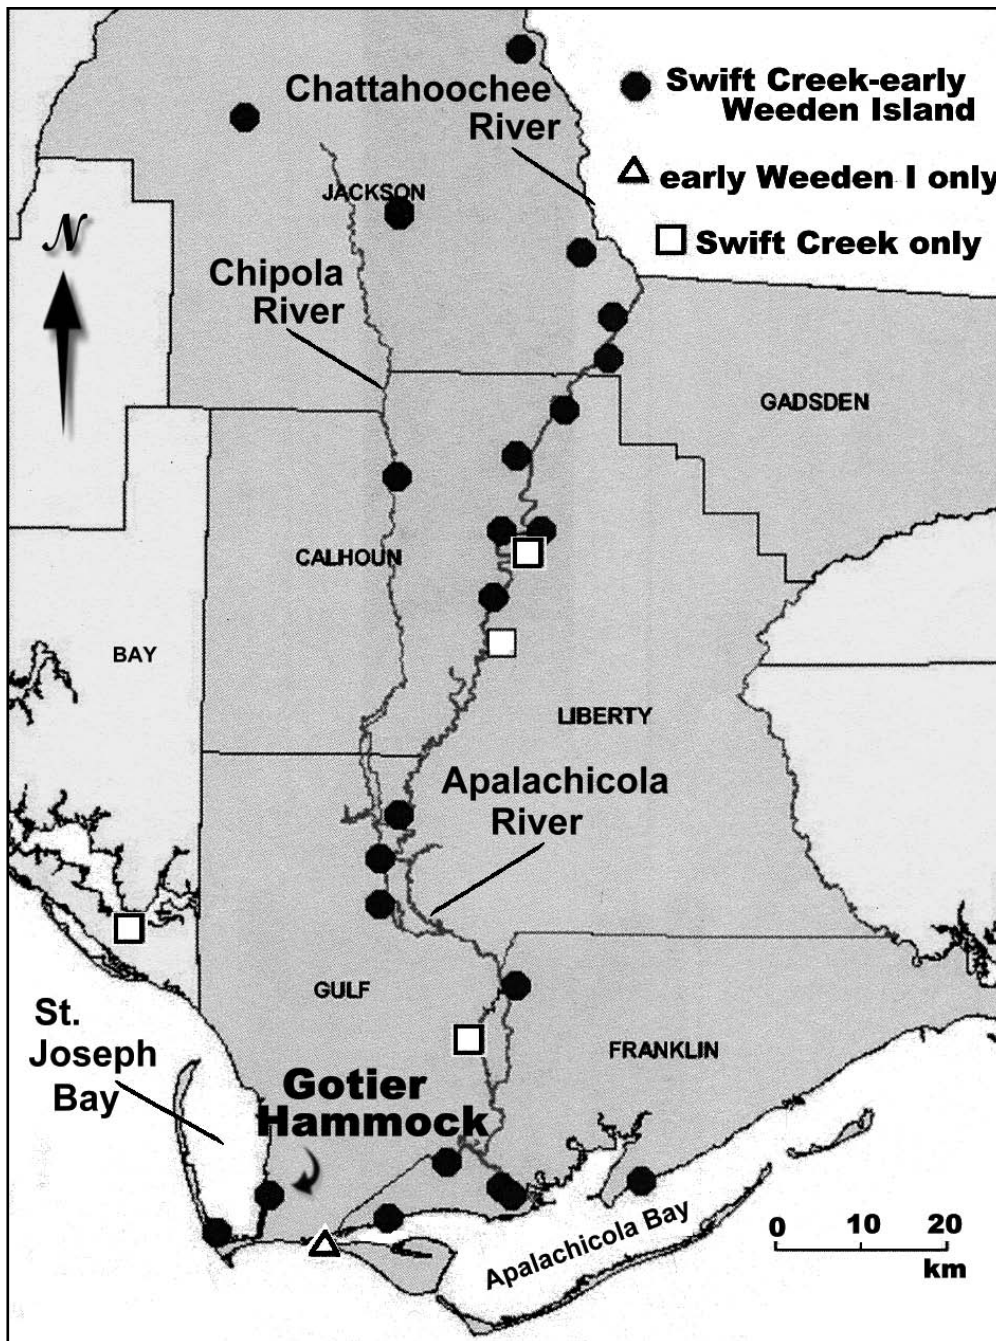 Chattahoochee
River
Swift Creek-early
Weeden Island
early Weeden I only
Swift Creek only
N
JACKSON
Chipola
River
GADSDEN
CALHOUN
BAY
LIBERTY
Apalachicola
River
GULF
St.
Joseph
Bay
FRANKLIN
Gotier
Hammock
Apalachicola Bay
0 10 20
km